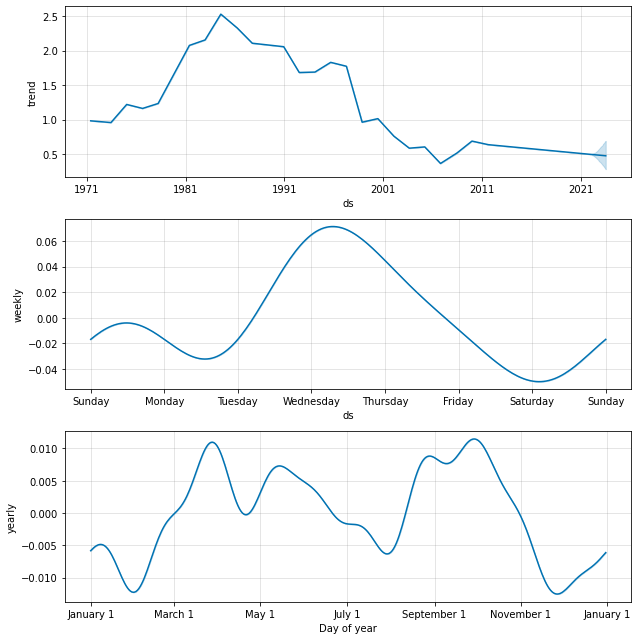 2.5
2.0
1.5
1.0
0.5
trend
1971 1981 1991 2001 2011 2021
ds
0.06
0.04
0.02
0.00
−0.02
−0.04
weekly
Sunday Monday Tuesday Wednesday Thursday Friday Saturday Sunday
ds
0.010
0.005
0.000
−0.005
−0.010
yearly
January 1 March 1 May 1 July 1 September 1 November 1 January 1
Day of year